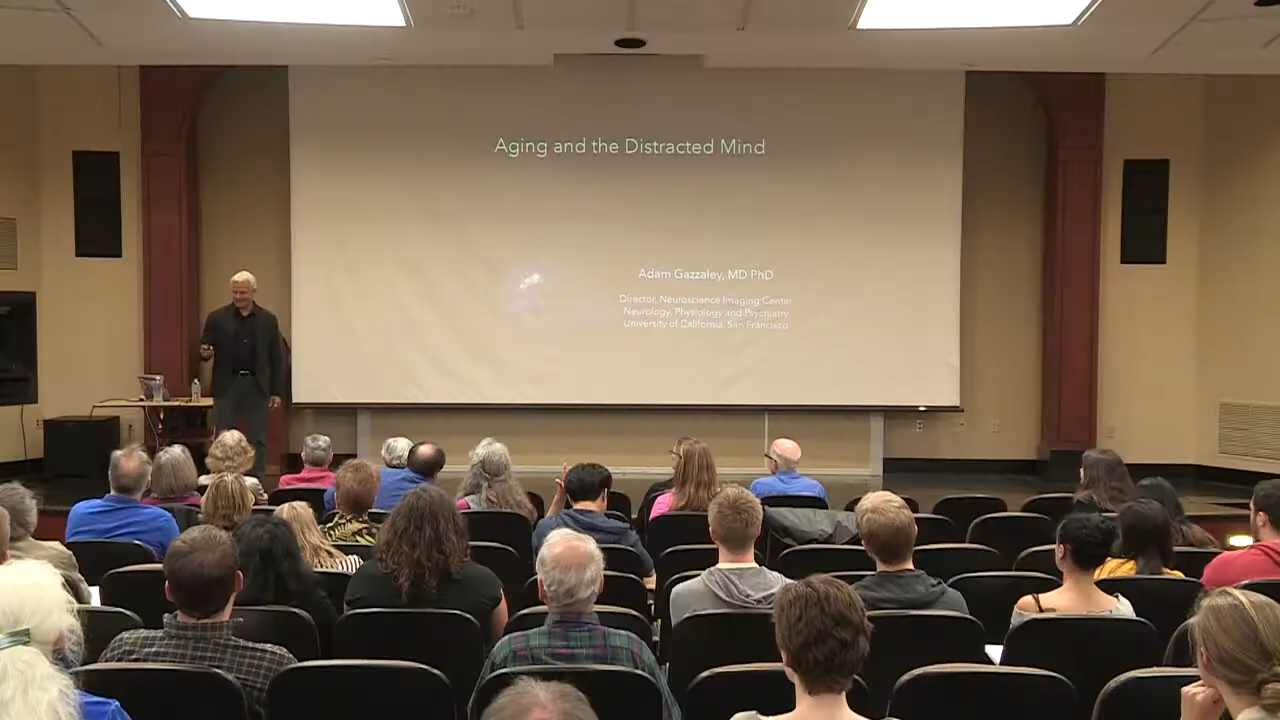 Aging and the Distracted Mind
Adam Gazzaley, MD PhD
Director, Neuroscience Imaging Center
Neurology, Physiology and Psychiatry
University of California, San Francisco